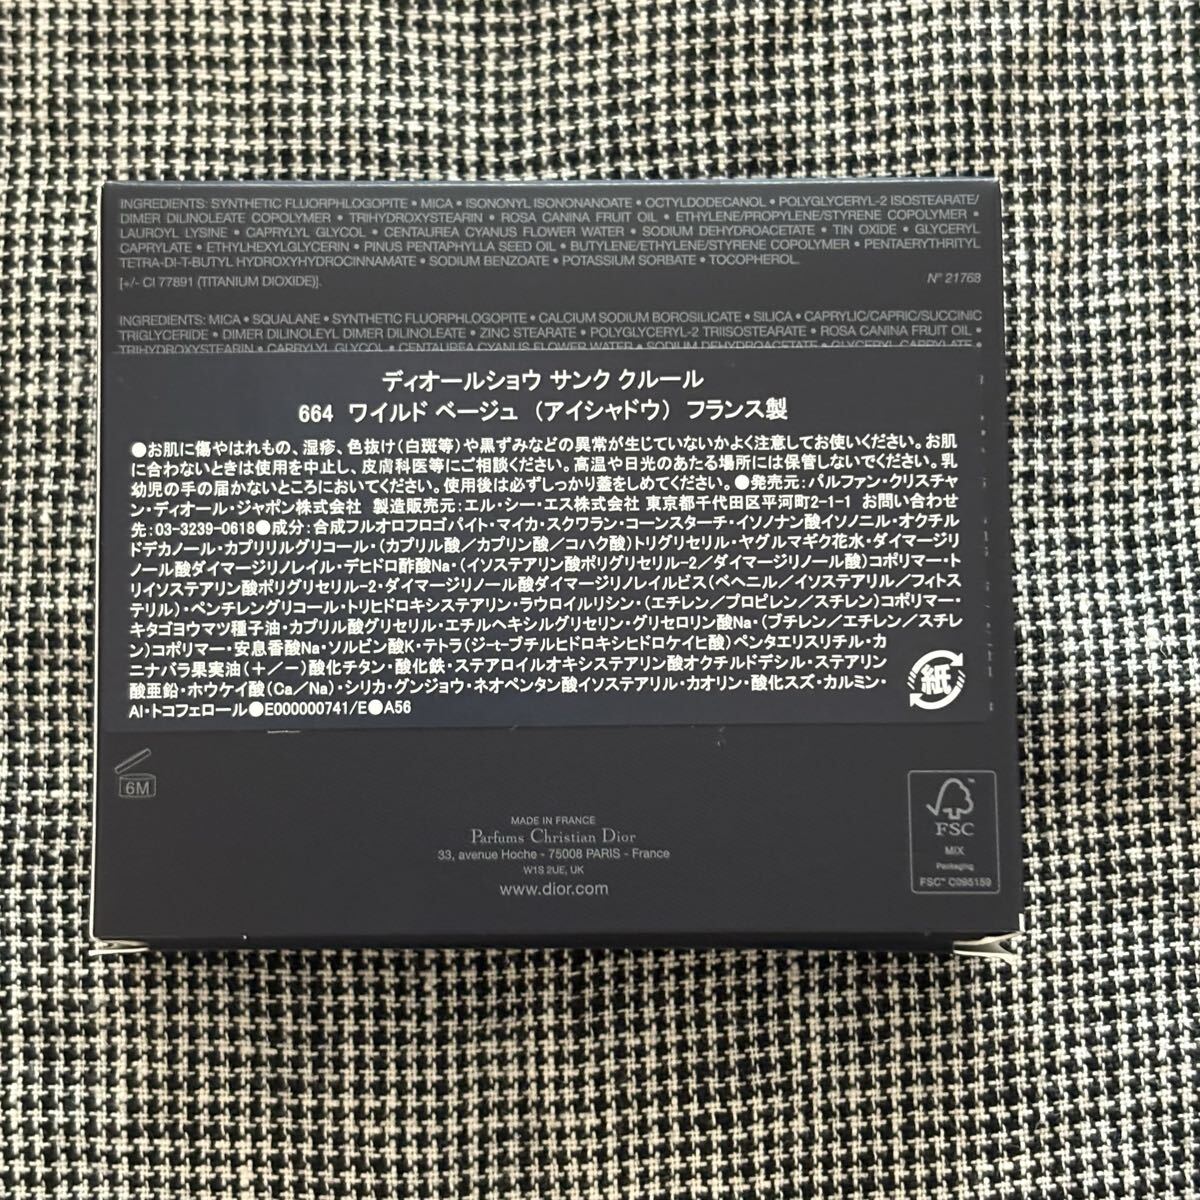 INGREDIENTS: SYNTHETIC FLUORPHLOGOPITE • MICA • ISONONYL ISONONANOATE • OCTYLDODECANOL • POLYGLYCERYL-2 ISOSTEARATE/
DIMER DILINOLEATE COPOLYMER • TRIHYDROXYSTEARIN • ROSA CANINA FRUIT OIL • ETHYLENE/PROPYLENE/STYRENE COPOLYMER •
LAUROYL LYSINE • CAPRYLYL GLYCOL • CENTAUREA CYANUS FLOWER WATER • SODIUM DEHYDROACETATE • TIN OXIDE • GLYCERYL
CAPRYLATE • ETHYLHEXYLGLYCERIN • PINUS PENTAPHYLLA SEED OIL • BUTYLENE/ETHYLENE/STYRENE COPOLYMER • PENTAERYTHRITYL
TETRA-DI-T-BUTYL HYDROXYHYDROCINNAMATE • SODIUM BENZOATE • POTASSIUM SORBATE • TOCOPHEROL.
[+/- CI 77891 (TITANIUM DIOXIDE)].
N° 21768
INGREDIENTS: MICA • SQUALANE • SYNTHETIC FLUORPHLOGOPITE • CALCIUM SODIUM BOROSILICATE • SILICA • CAPRYLIC/CAPRIC/SUCCINIC
TRIGLYCERIDE • DIMER DILINOLEYL DIMER DILINOLEATE • ZINC STEARATE • POLYGLYCERYL-2 TRIISOSTEARATE • ROSA CANINA FRUIT OIL •
TRIHYDROXYSTEARIN • CAPRYLYL GLYCOL • CENTAUREA CYANUS FLOWER WATER • SODIUM DEHYDROACETATE • GLYCERYL CAPRYLATE •
ディオールショウ サンク クルール
664 ワイルド ベージュ (アイシャドウ) フランス製
●お肌に傷やはれもの、湿疹、色抜け(白斑等)や黒ずみなどの異常が生じていないかよく注意してお使いください。お肌
に合わないときは使用を中止し、皮膚科医等にご相談ください。高温や日光のあたる場所には保管しないでください。乳
幼児の手の届かないところにおいてください。使用後は必ずしっかり蓋をしめてください。●発売元:パルファン・クリスチャ
ン・ディオール・ジャポン株式会社 製造販売元:エル・シー・エス株式会社 東京都千代田区平河町2-1-1 お問い合わせ
先:03-3239-0618●成分:合成フルオロフロゴパイト・マイカ・スクワラン・コーンスターチ・イソノナン酸イソノニル・オクチル
ドデカノール・カプリリルグリコール・(カプリル酸/カプリン酸/コハク酸)トリグリセリル・ヤグルマギク花水・ダイマージリ
ノール酸ダイマージリノレイル・デヒドロ酢酸Na・(イソステアリン酸ポリグリセリル-2/ダイマージリノール酸)コポリマー・ト
リイソステアリン酸ポリグリセリル-2・ダイマージリノール酸ダイマージリノレイルビス(ベヘニル/イソステアリル/フィトス
テリル)・ペンチレングリコール・トリヒドロキシステアリン・ラウロイルリシン・(エチレン/プロピレン/スチレン)コポリマー・
キタゴヨウマツ種子油・カプリル酸グリセリル・エチルヘキシルグリセリン・グリセロリン酸Na・(ブチレン/エチレン/スチレ
ン)コポリマー・安息香酸Na・ソルビン酸K・テトラ(ジ-t-ブチルヒドロキシヒドロケイヒ酸)ペンタエリスリチル・カ
ニナバラ果実油(+/-)酸化チタン・酸化鉄・ステアロイルオキシステアリン酸オクチルドデシル・ステアリン
酸亜鉛・ホウケイ酸(Ca/Na)・シリカ・グンジョウ・ネオペンタン酸イソステアリル・カオリン・酸化スズ・カルミン・
Al・トコフェロール●E000000741/E●A56
紙
6M
MADE IN FRANCE
Parfums Christian Dior
33, avenue Hoche - 75008 PARIS - France
W1S 2UE, UK
www.dior.com
FSC
MIX
Packaging
FSC™ C095159